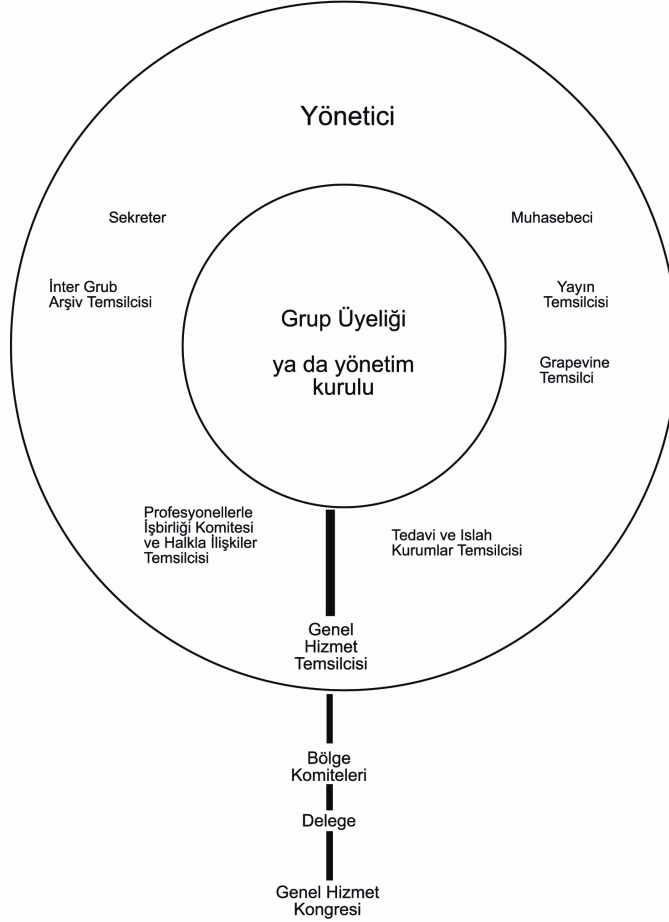 Yönetici
Sekreter
Muhasebeci
İnter Grub
Arşiv Temsilcisi
Yayın
Temsilcisi
Grup Üyeliği
ya da yönetim
kurulu
Grapevine
Temsilci
Profesyonellerle
İşbirliği Komitesi
ve Halkla İlişkiler
Temsilcisi
Tedavi ve Islah
Kurumlar Temsilcisi
Genel
Hizmet
Temsilcisi
Bölge
Komiteleri
Delege
Genel Hizmet
Kongresi